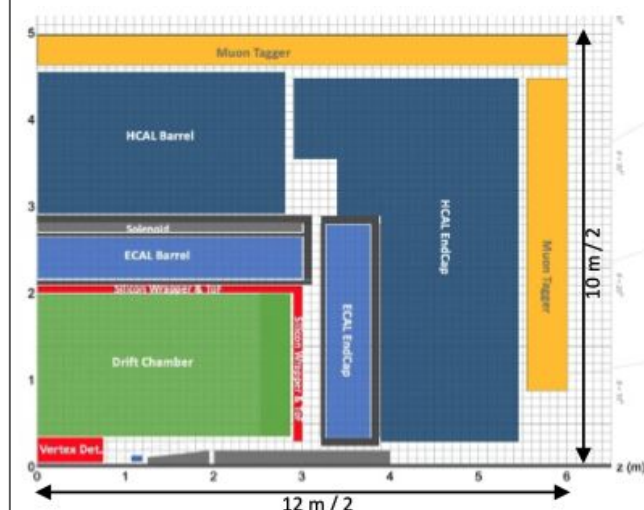 5
Muon Tagger
4
HCAL Barrel
HCAL EndCap
3
Solenoid
ECAL Barrel
Muon Tagger
10 m / 2
Silicon Wrapper & ToF
2
ECAL EndCap
Silicon Wrapper & ToF
Drift Chamber
1
Vertex Det.
0
0
1
2
3
4
5
6
z (m)
12 m / 2